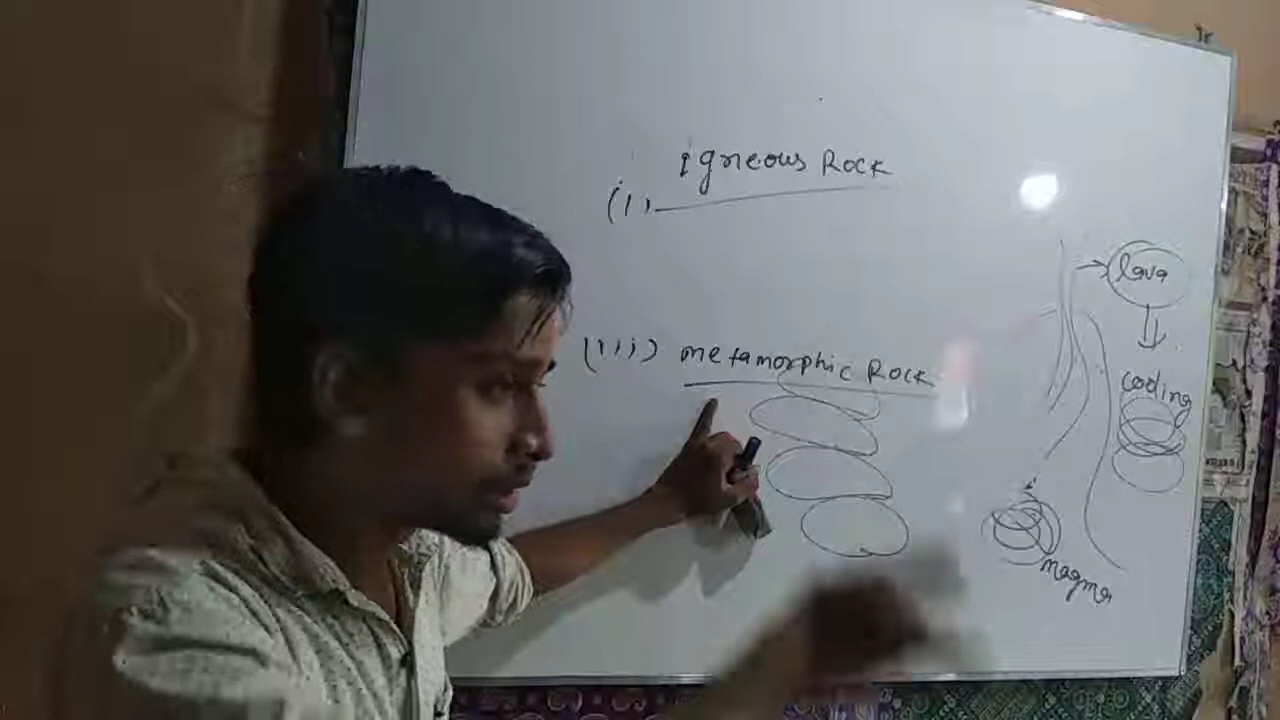 igneous Rock
(i)
(iii) metamorphic Rock
lava
cooling
magma